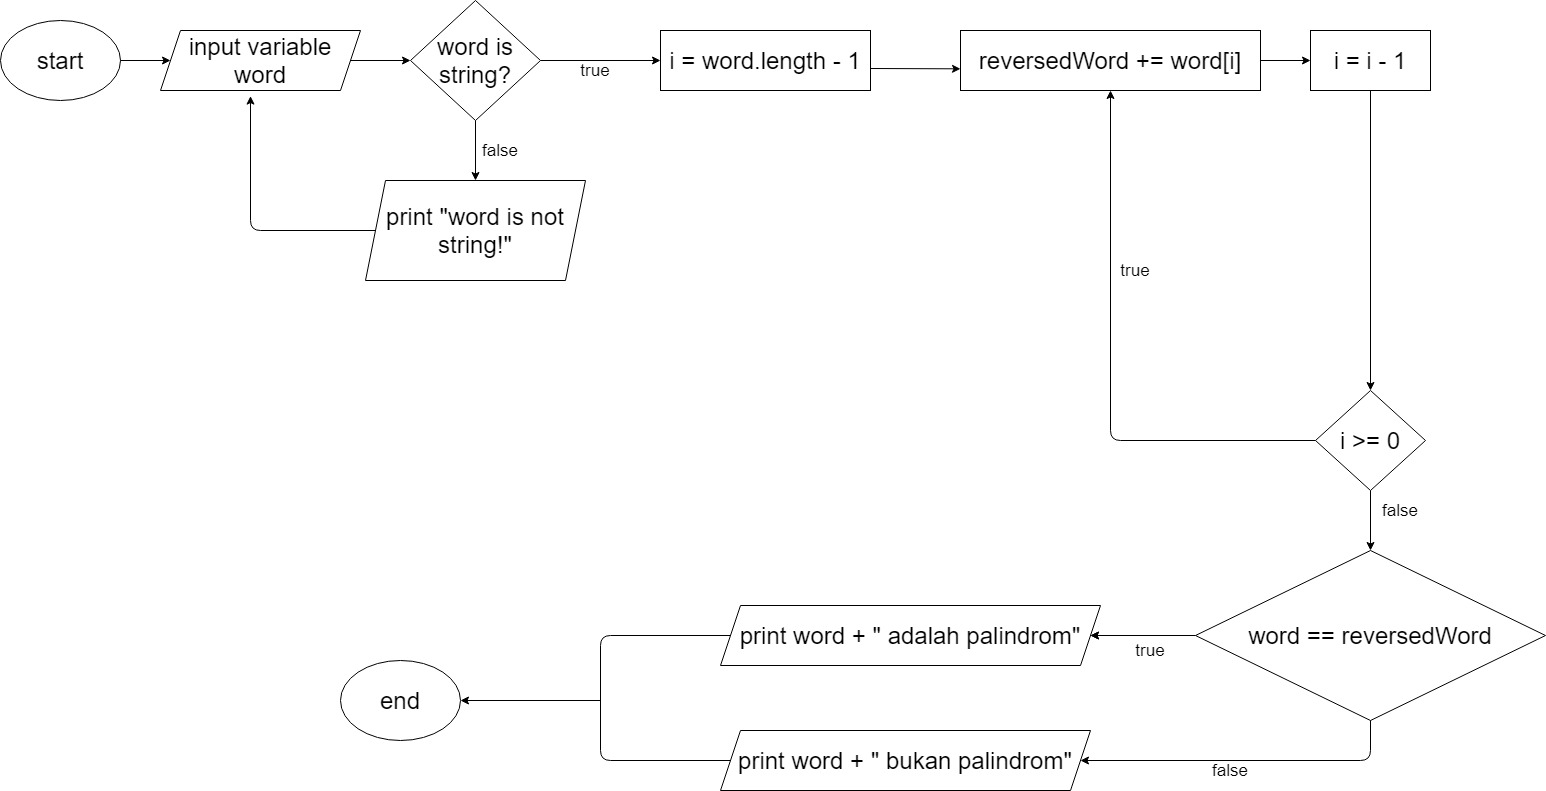 start
input variable
word
word is
string?
true
i = word.length - 1
reversedWord += word[i]
i = i - 1
false
print "word is not
string!"
true
i >= 0
false
word == reversedWord
true
print word + " adalah palindrom"
false
print word + " bukan palindrom"
end